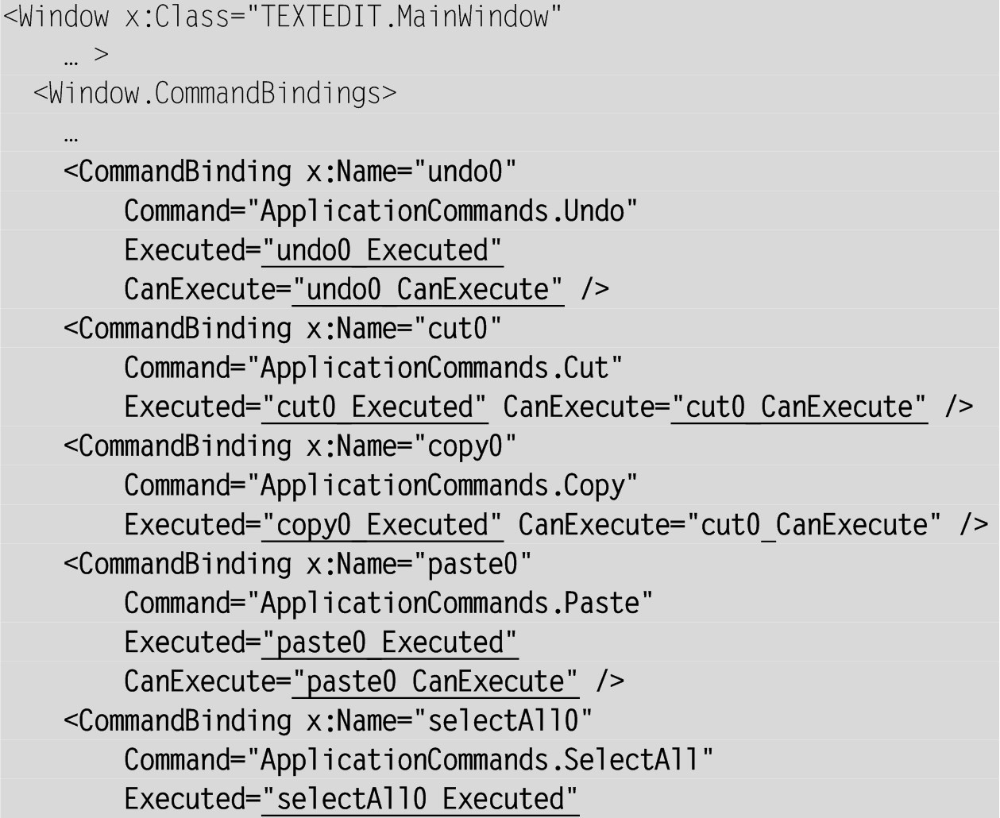 <Window x:Class="TEXTEDIT.MainWindow"
… >
<Window.CommandBindings>
…
<CommandBinding x:Name="undo0"
Command="ApplicationCommands.Undo"
Executed="undo0_Executed"
CanExecute="undo0_CanExecute" />
<CommandBinding x:Name="cut0"
Command="ApplicationCommands.Cut"
Executed="cut0_Executed" CanExecute="cut0_CanExecute" />
<CommandBinding x:Name="copy0"
Command="ApplicationCommands.Copy"
Executed="copy0_Executed" CanExecute="cut0_CanExecute" />
<CommandBinding x:Name="paste0"
Command="ApplicationCommands.Paste"
Executed="paste0_Executed"
CanExecute="paste0_CanExecute" />
<CommandBinding x:Name="selectAll0"
Command="ApplicationCommands.SelectAll"
Executed="selectAll0_Executed"